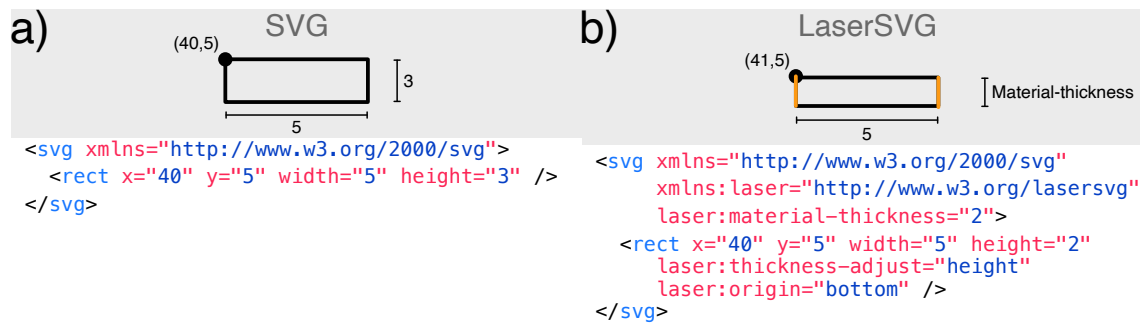 a)
SVG
(40,5)
3
5
<svg xmlns="http://www.w3.org/2000/svg">
<rect x="40" y="5" width="5" height="3" />
</svg>
b)
LaserSVG
(41,5)
Material-thickness
5
<svg xmlns="http://www.w3.org/2000/svg"
xmlns:laser="http://www.w3.org/lasersvg"
laser:material-thickness="2">
<rect x="40" y="5" width="5" height="2"
laser:thickness-adjust="height"
laser:origin="bottom" />
</svg>